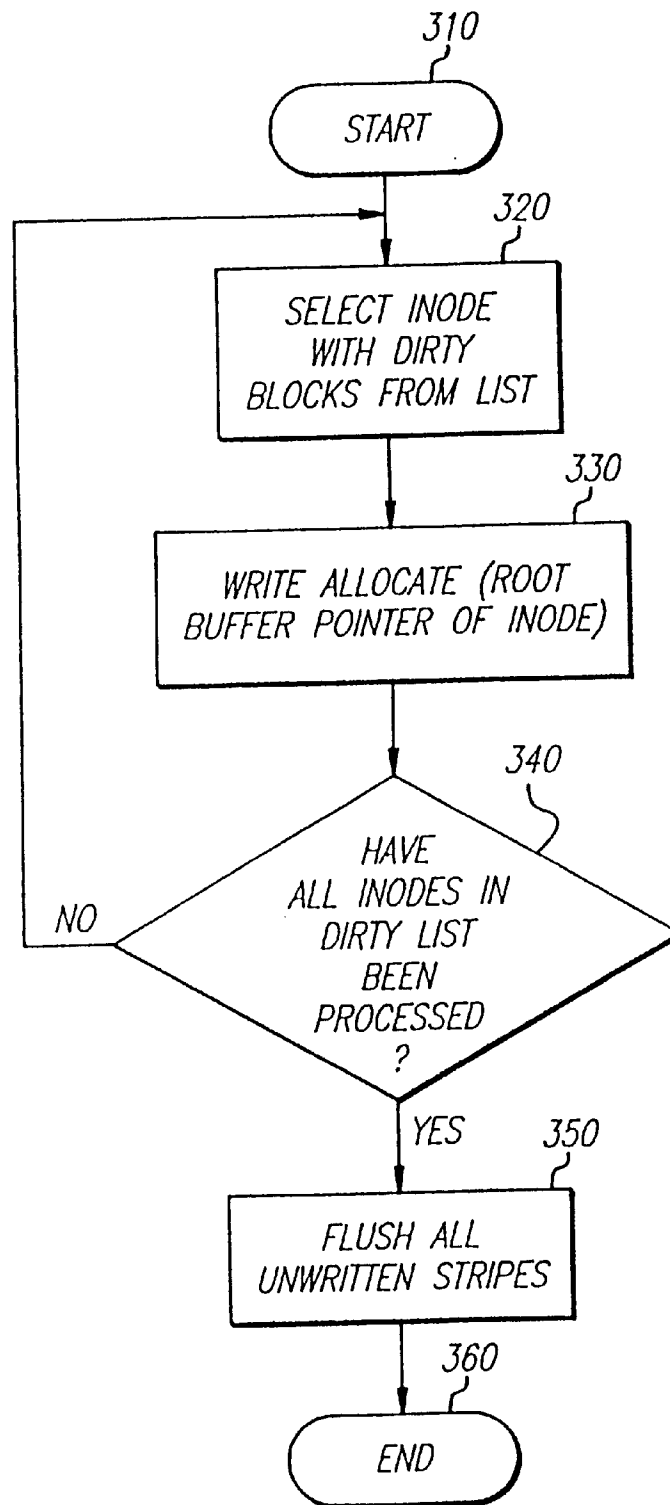 310
START
320
SELECT INODE
WITH DIRTY
BLOCKS FROM LIST
330
WRITE ALLOCATE (ROOT
BUFFER POINTER OF INODE)
340
HAVE
ALL INODES IN
DIRTY LIST
BEEN
PROCESSED
?
NO
YES
350
FLUSH ALL
UNWRITTEN STRIPES
360
END